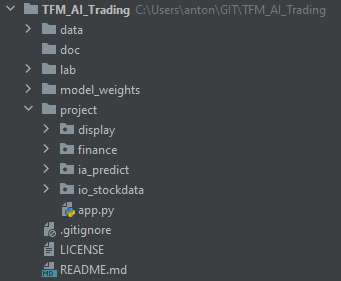 TFM_AI_Trading C:\Users\anton\GIT\TFM_AI_Trading
data
doc
lab
model_weights
project
display
finance
ia_predict
io_stockdata
app.py
.gitignore
LICENSE
MD README.md